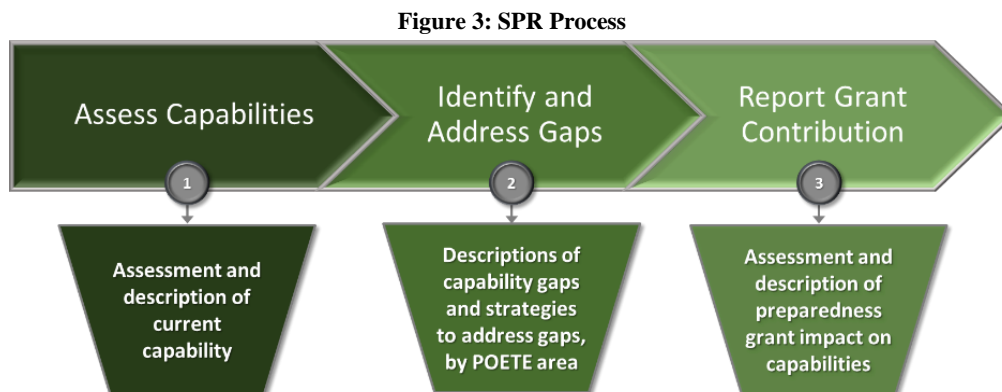 Figure 3: SPR Process
Assess Capabilities
Identify and
Address Gaps
Report Grant
Contribution
1
2
3
Assessment and
description of
current
capability
Descriptions of
capability gaps
and strategies
to address gaps,
by POETE area
Assessment and
description of
preparedness
grant impact on
capabilities